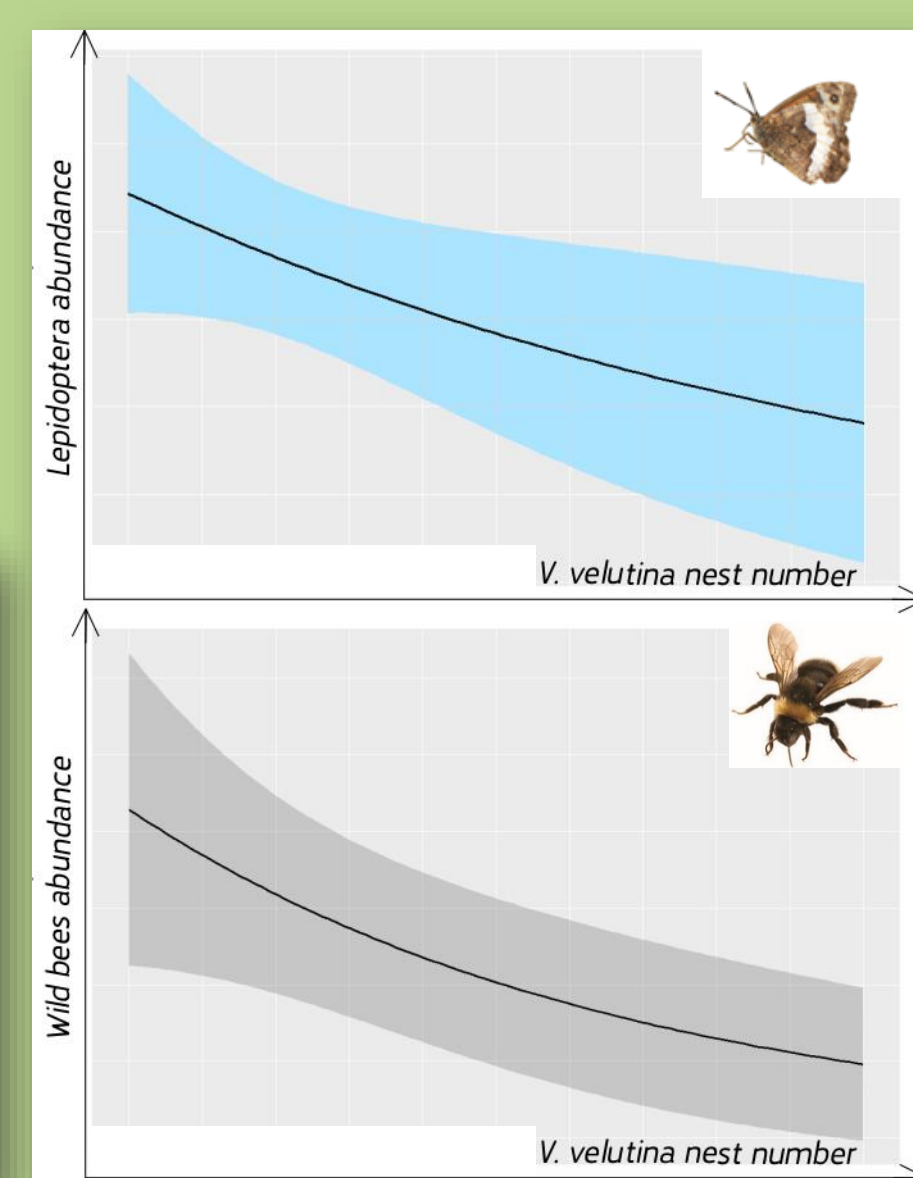 Lepidoptera abundance
V. velutina nest number
Wild bees abundance
V. velutina nest number